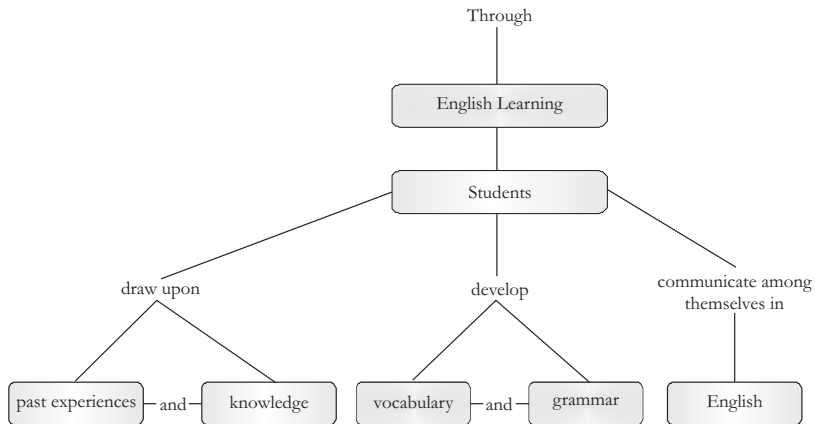 Through
English Learning
Students
draw upon
develop
communicate among
themselves in
past experiences and knowledge
vocabulary and grammar
English